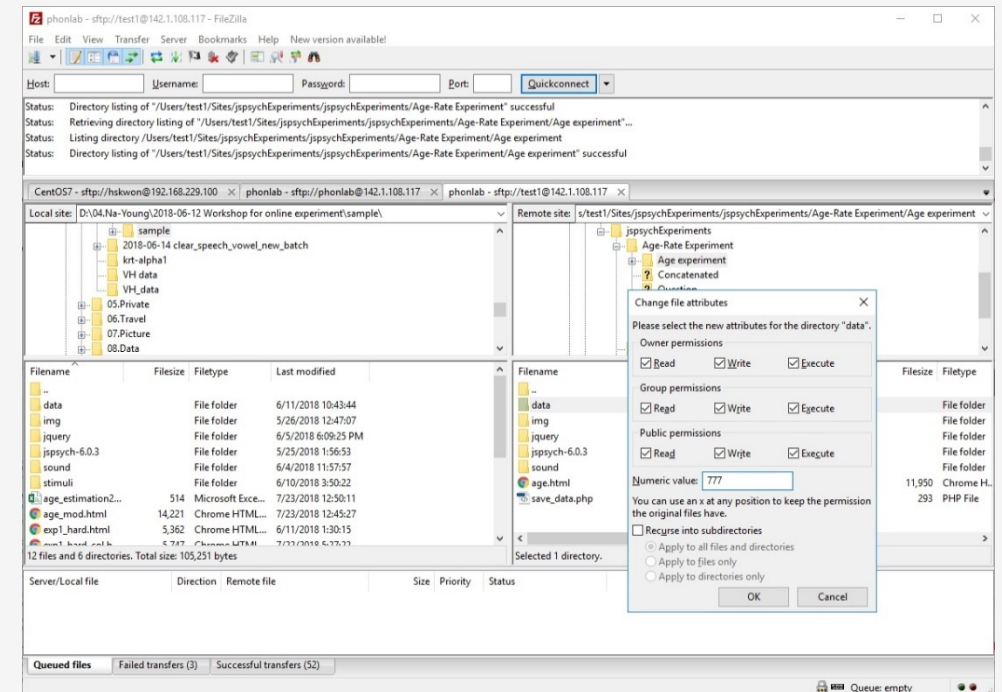 phonlab - sftp://test1@142.1.108.117 - FileZilla
File Edit View Transfer Server Bookmarks Help New version available!
Host: Username: Password: Port: Quickconnect
Status: Directory listing of "/Users/test1/Sites/jspsychExperiments/jspsychExperiments/Age-Rate Experiment" successful
Status: Retrieving directory listing of "/Users/test1/Sites/jspsychExperiments/jspsychExperiments/Age-Rate Experiment/Age experiment"...
Status: Listing directory /Users/test1/Sites/jspsychExperiments/jspsychExperiments/Age-Rate Experiment/Age experiment
Status: Directory listing of "/Users/test1/Sites/jspsychExperiments/jspsychExperiments/Age-Rate Experiment/Age experiment" successful
CentOS7 - sftp://hskwon@192.168.229.100 × phonlab - sftp://phonlab@142.1.108.117 × phonlab - sftp://test1@142.1.108.117 ×
Local site: D:\04.Na-Young\2018-06-12 Workshop for online experiment\sample\
sample
2018-06-14 clear_speech_vowel_new_batch
krt-alpha1
VH data
VH_data
05.Private
06.Travel
07.Picture
08.Data
Remote site: s/test1/Sites/jspsychExperiments/jspsychExperiments/Age-Rate Experiment/Age experiment
jspsychExperiments
Age-Rate Experiment
Age experiment
? Concatenated
? Question
Filename Filesize Filetype Last modified
..
data File folder 6/11/2018 10:43:44
img File folder 5/26/2018 12:47:07
jquery File folder 6/5/2018 6:09:25 PM
jspsych-6.0.3 File folder 5/25/2018 1:56:53
sound File folder 6/4/2018 11:57:57
stimuli File folder 6/10/2018 3:50:22
age_estimation2... 514 Microsoft Exce... 7/23/2018 12:50:11
age_mod.html 14,221 Chrome HTML... 7/23/2018 12:45:27
exp1_hard.html 5,362 Chrome HTML... 6/11/2018 1:30:15
12 files and 6 directories. Total size: 105,251 bytes
Filename Filesize Filetype
..
data File folder
img File folder
jquery File folder
jspsych-6.0.3 File folder
sound File folder
age.html 11,950 Chrome H..
save_data.php 293 PHP File
Selected 1 directory.
Change file attributes
Please select the new attributes for the directory "data".
Owner permissions
Read Write Execute
Group permissions
Read Write Execute
Public permissions
Read Write Execute
Numeric value: 777
You can use an x at any position to keep the permission
the original files have.
Recurse into subdirectories
Apply to all files and directories
Apply to files only
Apply to directories only
OK Cancel
Server/Local file Direction Remote file Size Priority Status
Queued files Failed transfers (3) Successful transfers (52)
Queue: empty